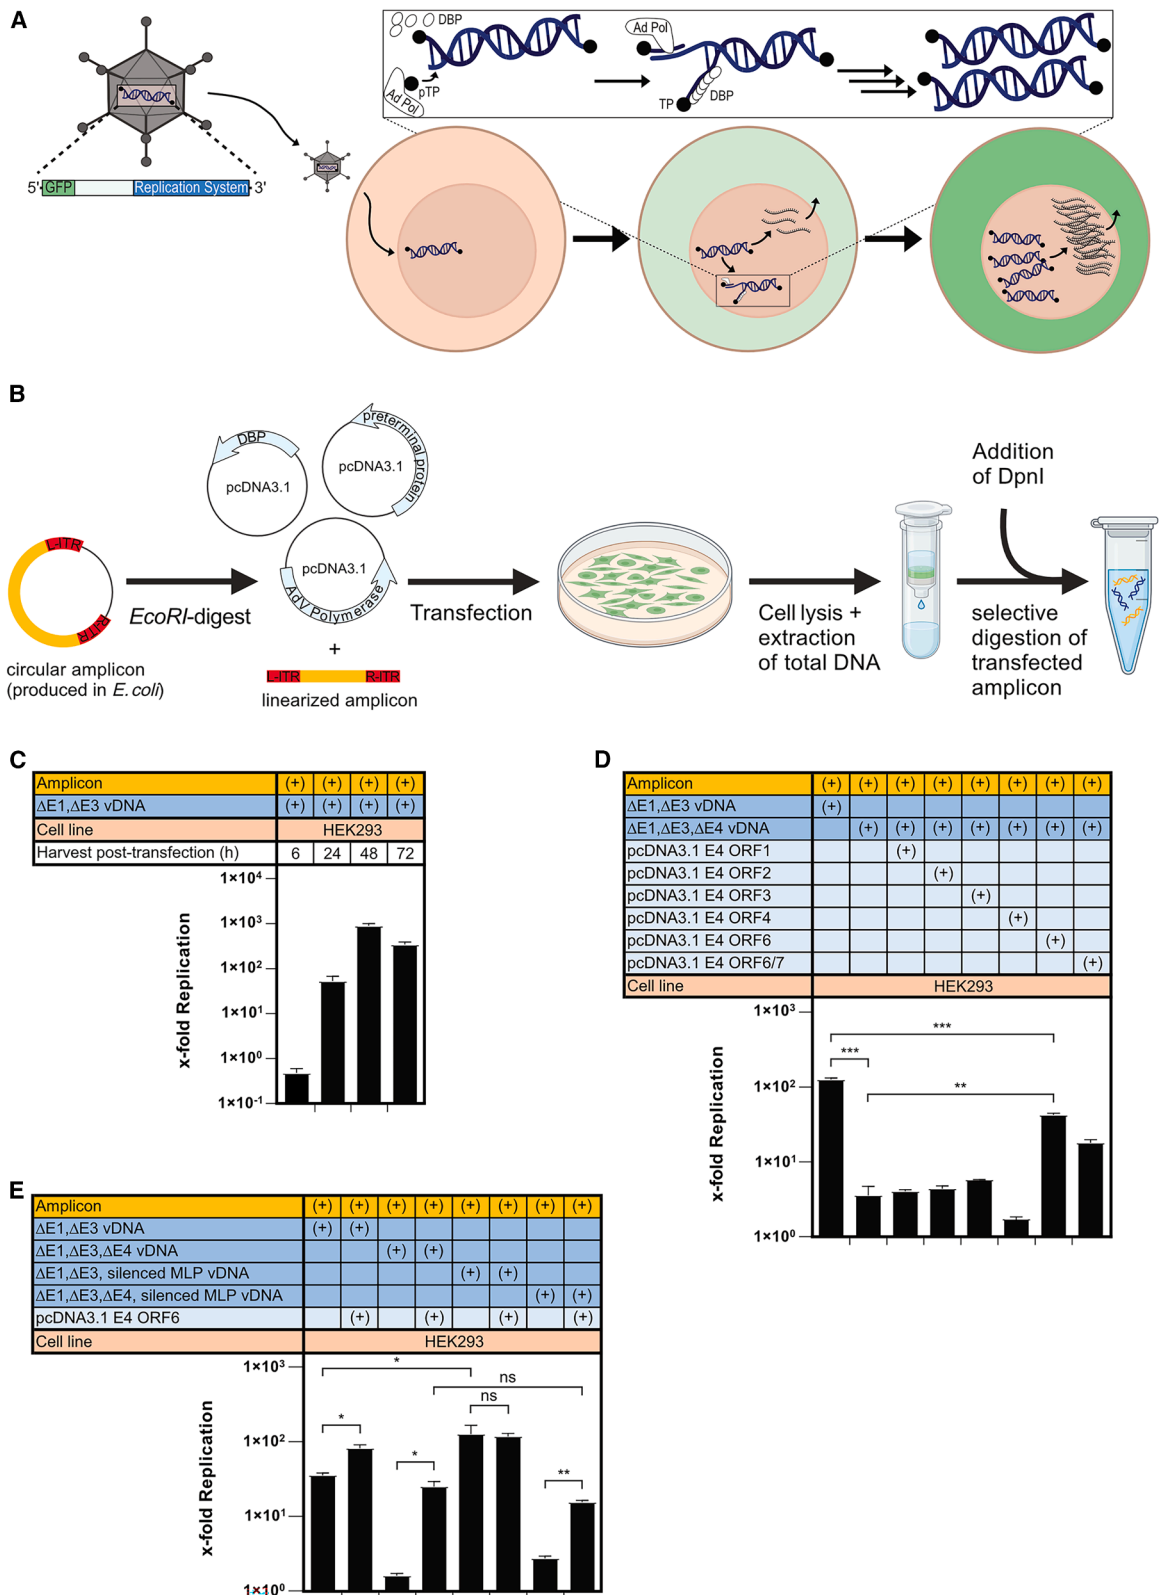 A
DBP
Ad Pol
pTP
Ad Pol
TP
DBP
5'
GFP
Replication System
3'
B
DBP
pcDNA3.1
preterminal protein
pcDNA3.1
pcDNA3.1
AdV Polymerase
L-ITR
R-ITR
EcoRI-digest
+
circular amplicon
(produced in E. coli)
L-ITR
R-ITR
linearized amplicon
Transfection
Cell lysis +
extraction
of total DNA
Addition
of DpnI
selective
digestion of
transfected
amplicon
C
Amplicon (+) (+) (+) (+)
ΔE1,ΔE3 vDNA (+) (+) (+) (+)
Cell line HEK293
Harvest post-transfection (h) 6 24 48 72
1×10⁴
1×10³
1×10²
1×10¹
1×10⁰
1×10⁻¹
x-fold Replication
D
Amplicon (+) (+) (+) (+) (+) (+) (+) (+)
ΔE1,ΔE3 vDNA (+)
ΔE1,ΔE3,ΔE4 vDNA (+) (+) (+) (+) (+) (+) (+)
pcDNA3.1 E4 ORF1 (+)
pcDNA3.1 E4 ORF2 (+)
pcDNA3.1 E4 ORF3 (+)
pcDNA3.1 E4 ORF4 (+)
pcDNA3.1 E4 ORF6 (+)
pcDNA3.1 E4 ORF6/7 (+)
Cell line HEK293
1×10³
1×10²
1×10¹
1×10⁰
x-fold Replication
***
***
**
E
Amplicon (+) (+) (+) (+) (+) (+) (+) (+)
ΔE1,ΔE3 vDNA (+) (+)
ΔE1,ΔE3,ΔE4 vDNA (+) (+)
ΔE1,ΔE3, silenced MLP vDNA (+) (+)
ΔE1,ΔE3,ΔE4, silenced MLP vDNA (+) (+)
pcDNA3.1 E4 ORF6 (+) (+) (+) (+)
Cell line HEK293
1×10³
1×10²
1×10¹
1×10⁰
x-fold Replication
*
ns
ns
*
*
**